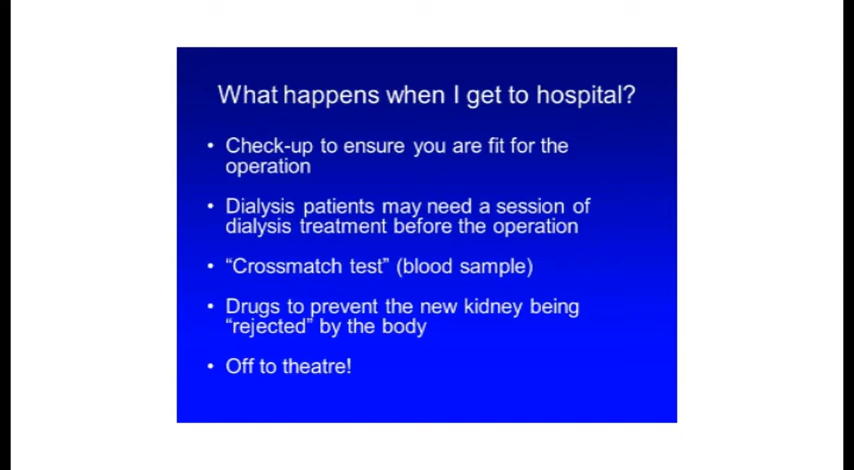 What happens when I get to hospital?
• Check-up to ensure you are fit for the
operation
• Dialysis patients may need a session of
dialysis treatment before the operation
• “Crossmatch test” (blood sample)
• Drugs to prevent the new kidney being
“rejected” by the body
• Off to theatre!